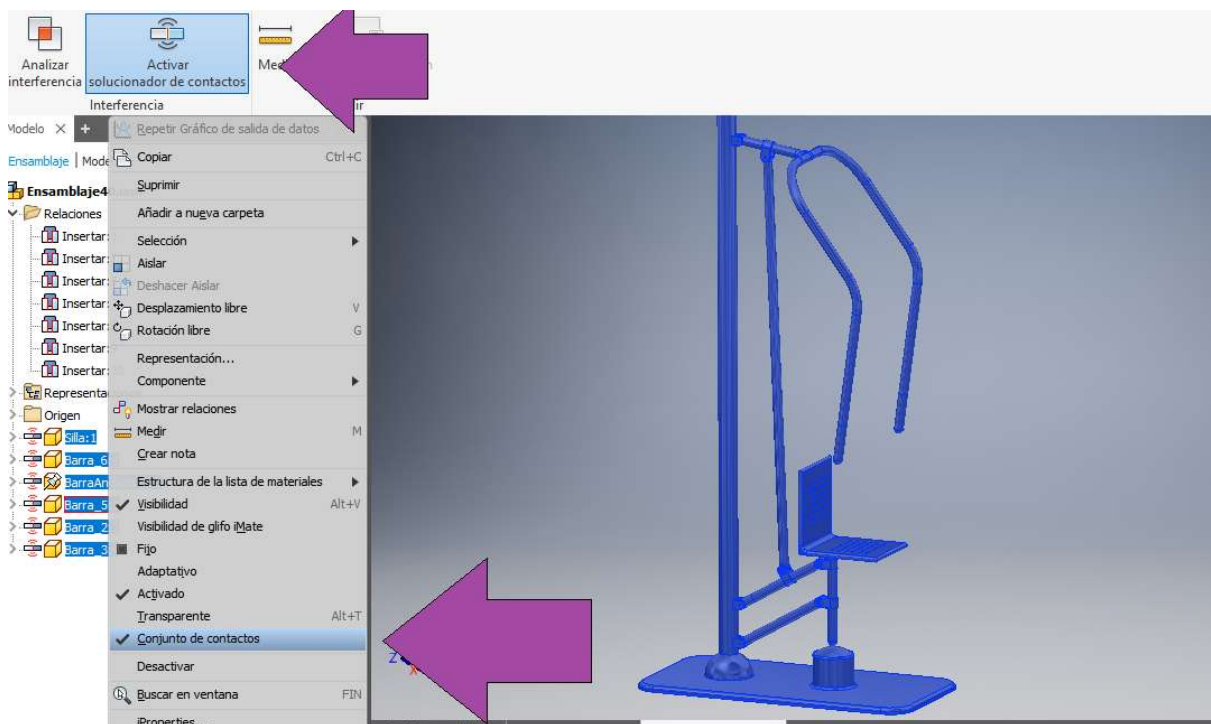 Analizar
interferencia
Activar
solucionador de contactos
Interferencia
Modelo X +
Ensamblaje | Mode
Ensamblaje4
Relaciones
Insertar:
Insertar:
Insertar:
Insertar:
Insertar:
Insertar:
Insertar:
Representa
Origen
Silla:1
Barra_6
BarraAn
Barra_5
Barra_2
Barra_3
Repetir Gráfico de salida de datos
Copiar Ctrl+C
Suprimir
Añadir a nueva carpeta
Selección
Aislar
Deshacer Aislar
Desplazamiento libre V
Rotación libre G
Representación...
Componente
Mostrar relaciones
Medir M
Crear nota
Estructura de la lista de materiales
Visibilidad Alt+V
Visibilidad de glifo iMate
Fijo
Adaptativo
Activado
Transparente Alt+T
Conjunto de contactos
Desactivar
Buscar en ventana FIN
iProperties...
Z
X